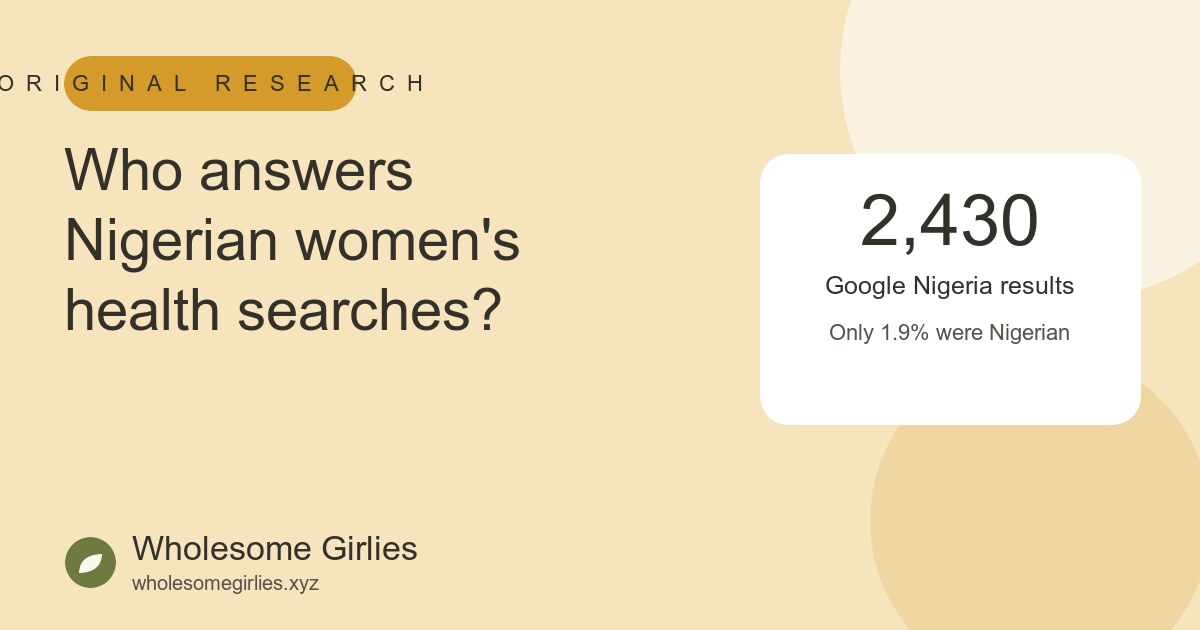 ORIGINAL RESEARCH
Who answers
Nigerian women's
health searches?
2,430
Google Nigeria results
Only 1.9% were Nigerian
Wholesome Girlies
wholesomegirlies.xyz